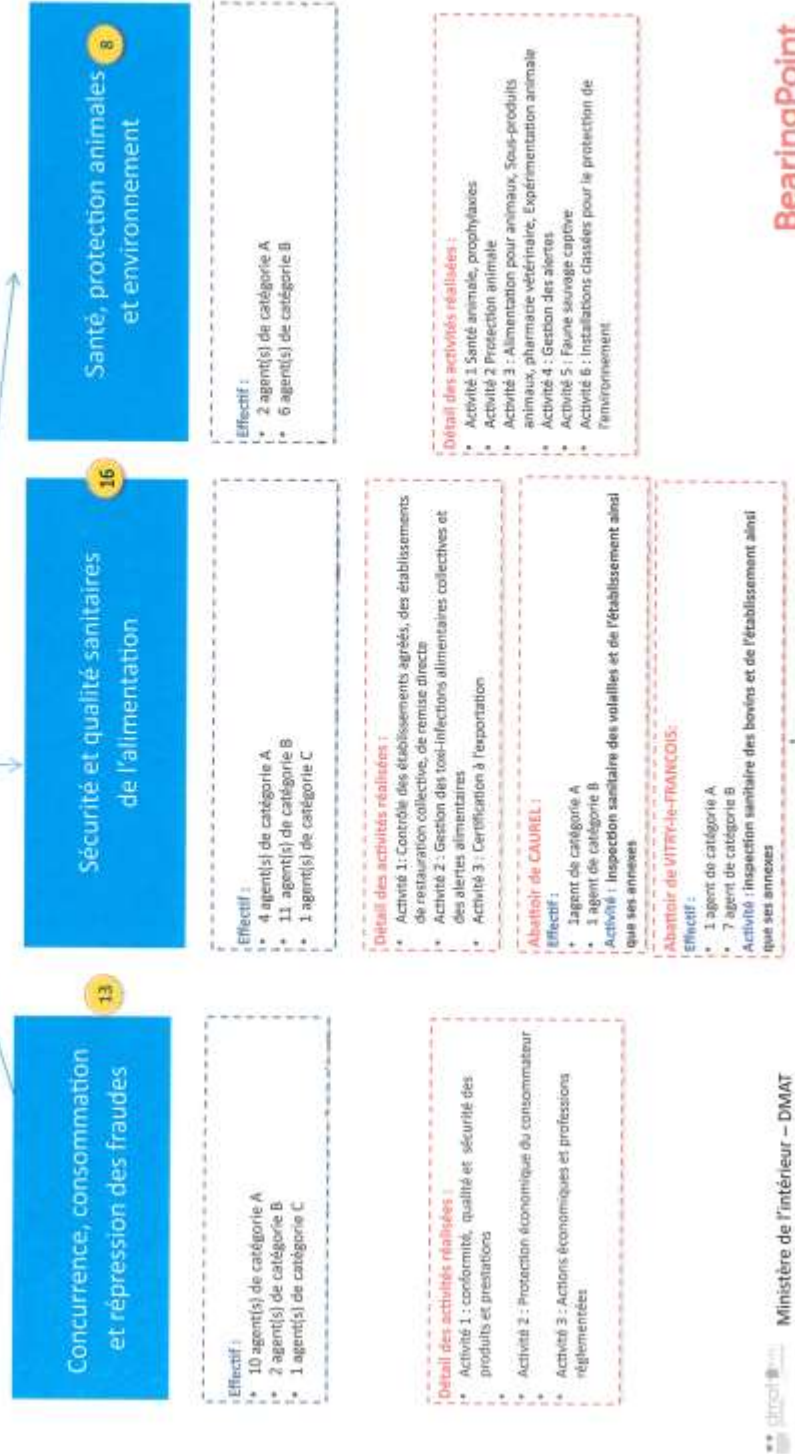 Concurrence, consommation
et répression des fraudes
13
Effectif :
• 10 agent(s) de catégorie A
• 2 agent(s) de catégorie B
• 1 agent(s) de catégorie C
Détail des activités réalisées :
• Activité 1 : conformité, qualité et sécurité des
produits et prestations
•
• Activité 2 : Protection économique du consommateur
•
• Activité 3 : Actions économiques et professions
réglementées
Sécurité et qualité sanitaires
de l'alimentation
16
Effectif :
• 4 agent(s) de catégorie A
• 11 agent(s) de catégorie B
• 1 agent(s) de catégorie C
Détail des activités réalisées :
• Activité 1 : Contrôle des établissements agréés, des établissements
de restauration collective, de remise directe
• Activité 2 : Gestion des toxi-infections alimentaires collectives et
des alertes alimentaires
• Activité 3 : Certification à l'exportation
Abattoir de CAUREL :
Effectif :
• 1agent de catégorie A
• 1 agent de catégorie B
Activité : inspection sanitaire des volailles et de l'établissement ainsi
que ses annexes
Abattoir de VITRY-le-FRANCOIS:
Effectif :
• 1 agent de catégorie A
• 7 agent de catégorie B
Activité : inspection sanitaire des bovins et de l'établissement ainsi
que ses annexes
Santé, protection animales
et environnement
8
Effectif :
• 2 agent(s) de catégorie A
• 6 agent(s) de catégorie B
Détail des activités réalisées :
• Activité 1 Santé animale, prophylaxies
• Activité 2 Protection animale
• Activité 3 : Alimentation pour animaux, Sous-produits
animaux, pharmacie vétérinaire, Expérimentation animale
• Activité 4 : Gestion des alertes
• Activité 5 : Faune sauvage captive
• Activité 6 : Installations classées pour le protection de
l'environnement
dmat
Ministère de l'intérieur – DMAT
BearingPoint